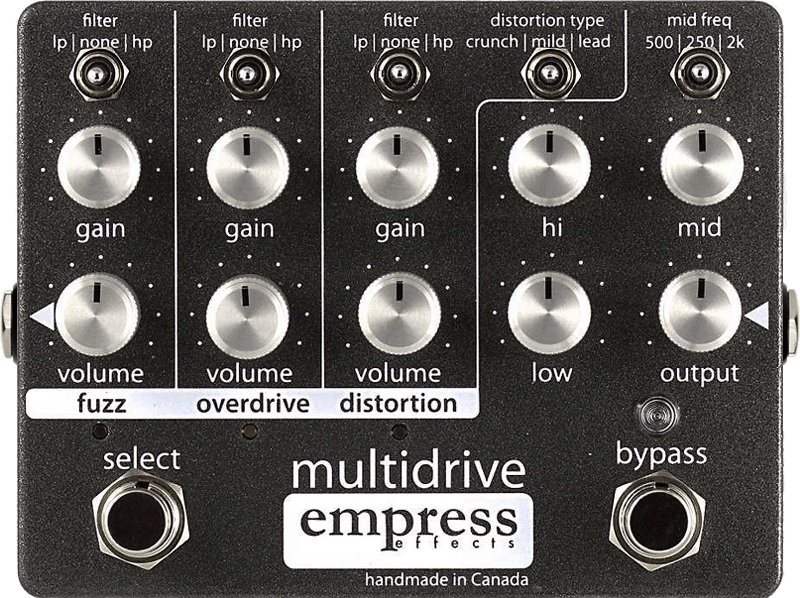 filter
lp | none | hp
filter
lp | none | hp
filter
lp | none | hp
distortion type
crunch | mild | lead
mid freq
500 | 250 | 2k
gain
gain
gain
hi
mid
volume
volume
volume
low
output
fuzz
overdrive
distortion
select
multidrive
bypass
empress
effects
handmade in Canada